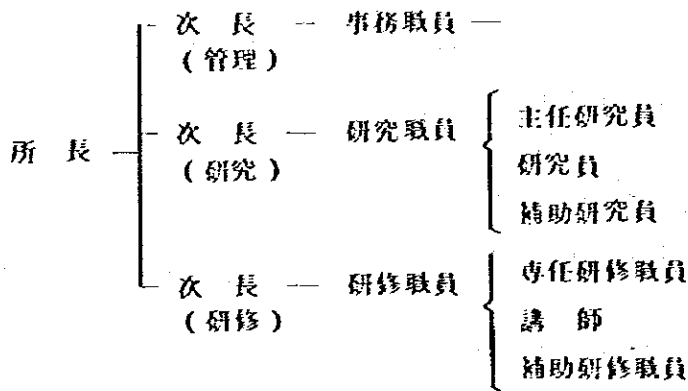 次 長 ― 事務職員 ―
(管理)
主任研究員
所 長 ― 次 長 ― 研究職員
(研究)
研究員
補助研究員
専任研修職員
次 長 ― 研修職員
(研修)
講 師
補助研修職員